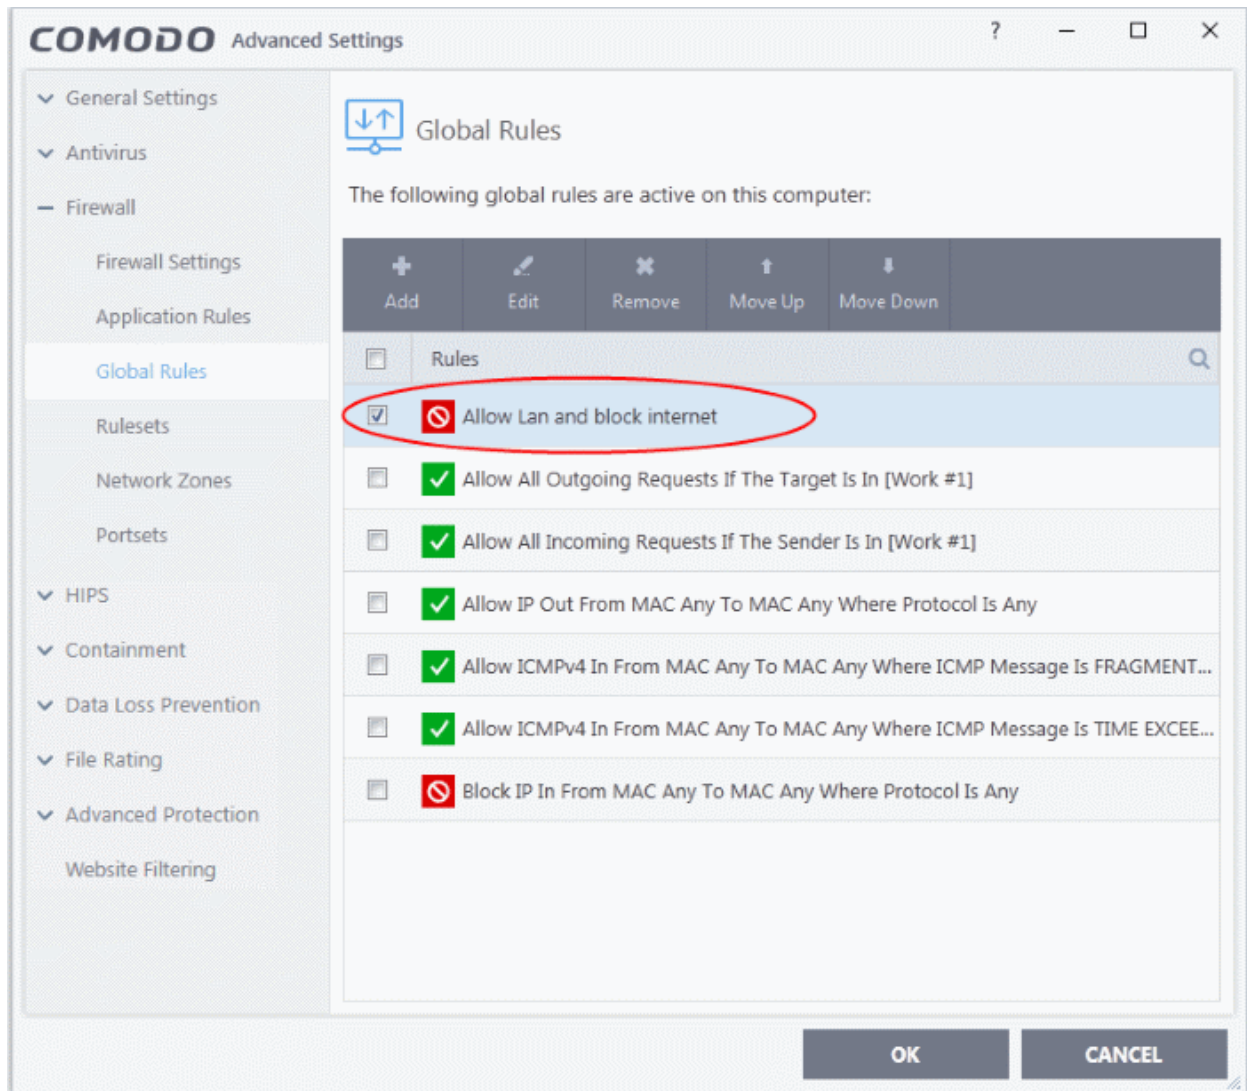 COMODO Advanced Settings ?
General Settings
Antivirus
Firewall
Firewall Settings
Application Rules
Global Rules
Rulesets
Network Zones
Portsets
HIPS
Containment
Data Loss Prevention
File Rating
Advanced Protection
Website Filtering
Global Rules
The following global rules are active on this computer:
Add Edit Remove Move Up Move Down
Rules
Allow Lan and block internet
Allow All Outgoing Requests If The Target Is In [Work #1]
Allow All Incoming Requests If The Sender Is In [Work #1]
Allow IP Out From MAC Any To MAC Any Where Protocol Is Any
Allow ICMPv4 In From MAC Any To MAC Any Where ICMP Message Is FRAGMENT...
Allow ICMPv4 In From MAC Any To MAC Any Where ICMP Message Is TIME EXCEE...
Block IP In From MAC Any To MAC Any Where Protocol Is Any
OK CANCEL